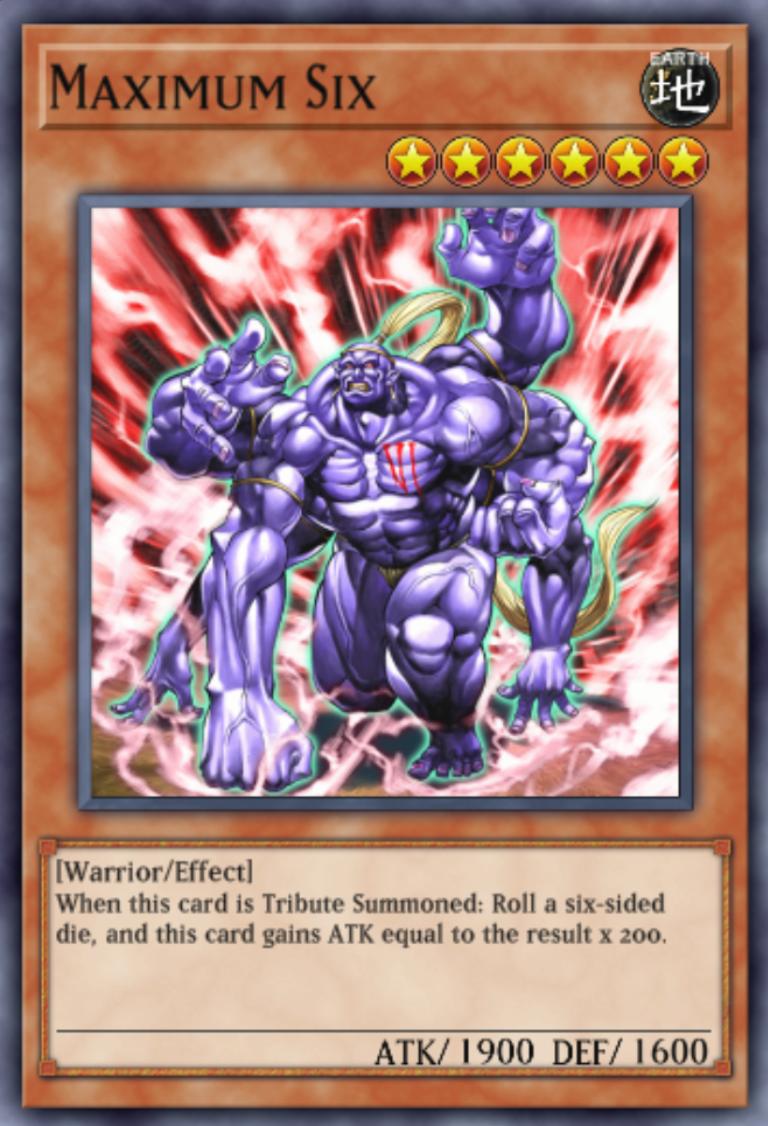 Maximum Six
EARTH
地
[Warrior/Effect]
When this card is Tribute Summoned: Roll a six-sided
die, and this card gains ATK equal to the result x 200.
ATK/ 1900 DEF/ 1600